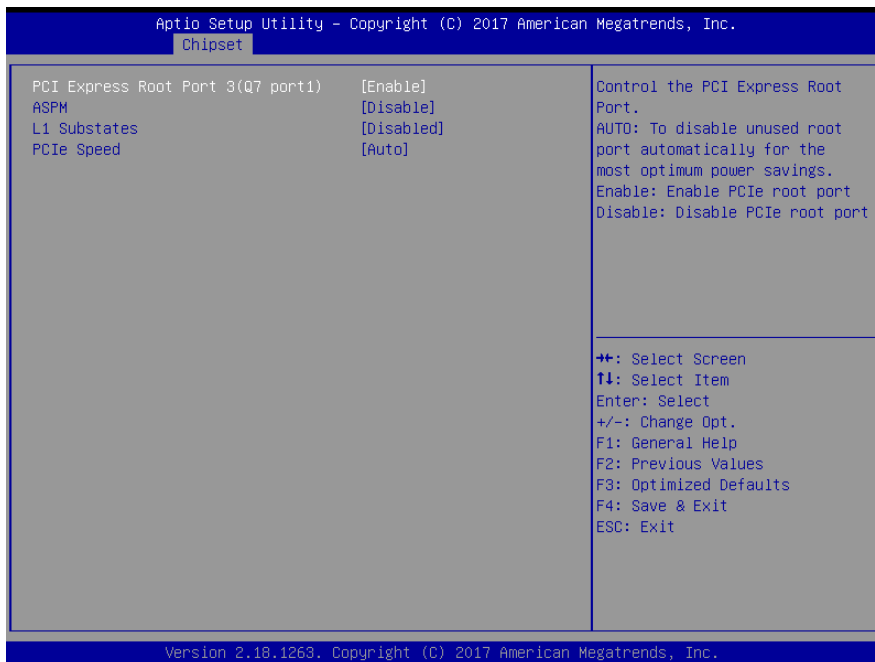 Aptio Setup Utility – Copyright (C) 2017 American Megatrends, Inc.
Chipset
PCI Express Root Port 3(Q7 port1) [Enable]
ASPM [Disable]
L1 Substates [Disabled]
PCIe Speed [Auto]
Control the PCI Express Root
Port.
AUTO: To disable unused root
port automatically for the
most optimum power savings.
Enable: Enable PCIe root port
Disable: Disable PCIe root port
→←: Select Screen
↑↓: Select Item
Enter: Select
+/-: Change Opt.
F1: General Help
F2: Previous Values
F3: Optimized Defaults
F4: Save & Exit
ESC: Exit
Version 2.18.1263. Copyright (C) 2017 American Megatrends, Inc.